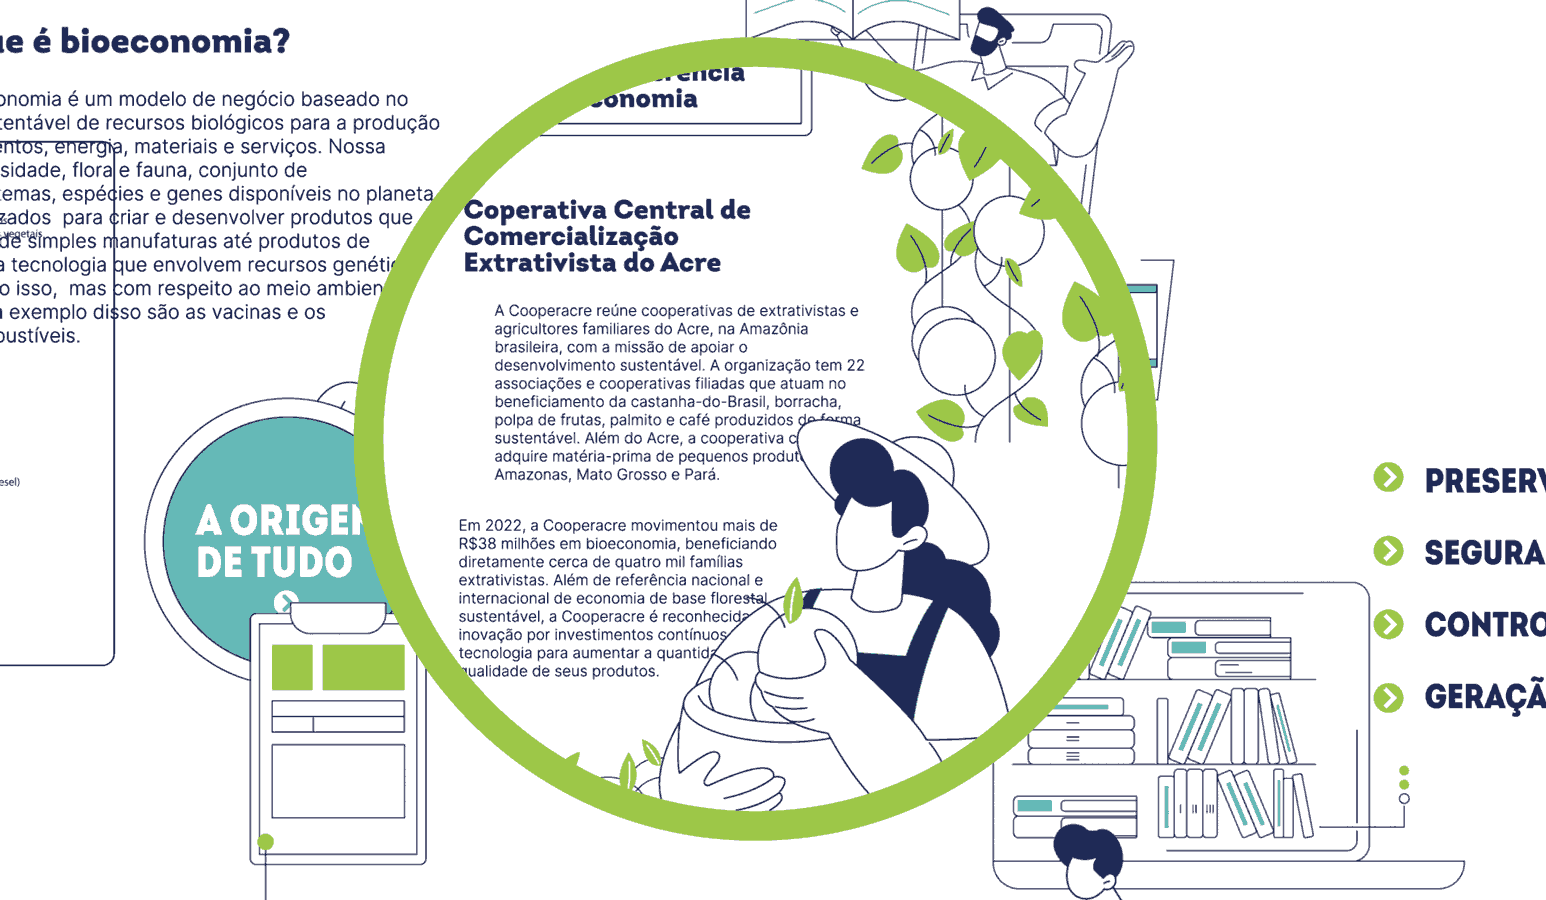 ue é bioeconomia?
onomia é um modelo de negócio baseado no
tentável de recursos biológicos para a produção
entos, energia, materiais e serviços. Nossa
sidade, flora e fauna, conjunto de
temas, espécies e genes disponíveis no planeta
zados para criar e desenvolver produtos que
vegetais
de simples manufaturas até produtos de
a tecnologia que envolvem recursos genétic
o isso, mas com respeito ao meio ambien
exemplo disso são as vacinas e os
bustíveis.
esel)
A ORIGEM
DE TUDO
erência
conomia
Coperativa Central de
Comercialização
Extrativista do Acre
A Cooperacre reúne cooperativas de extrativistas e
agricultores familiares do Acre, na Amazônia
brasileira, com a missão de apoiar o
desenvolvimento sustentável. A organização tem 22
associações e cooperativas filiadas que atuam no
beneficiamento da castanha-do-Brasil, borracha,
polpa de frutas, palmito e café produzidos de forma
sustentável. Além do Acre, a cooperativa c
adquire matéria-prima de pequenos produt
Amazonas, Mato Grosso e Pará.
Em 2022, a Cooperacre movimentou mais de
R$38 milhões em bioeconomia, beneficiando
diretamente cerca de quatro mil famílias
extrativistas. Além de referência nacional e
internacional de economia de base florestal
sustentável, a Cooperacre é reconhecida
inovação por investimentos contínuos
tecnologia para aumentar a quantida
qualidade de seus produtos.
PRESERV
SEGURA
CONTRO
GERAÇÃ